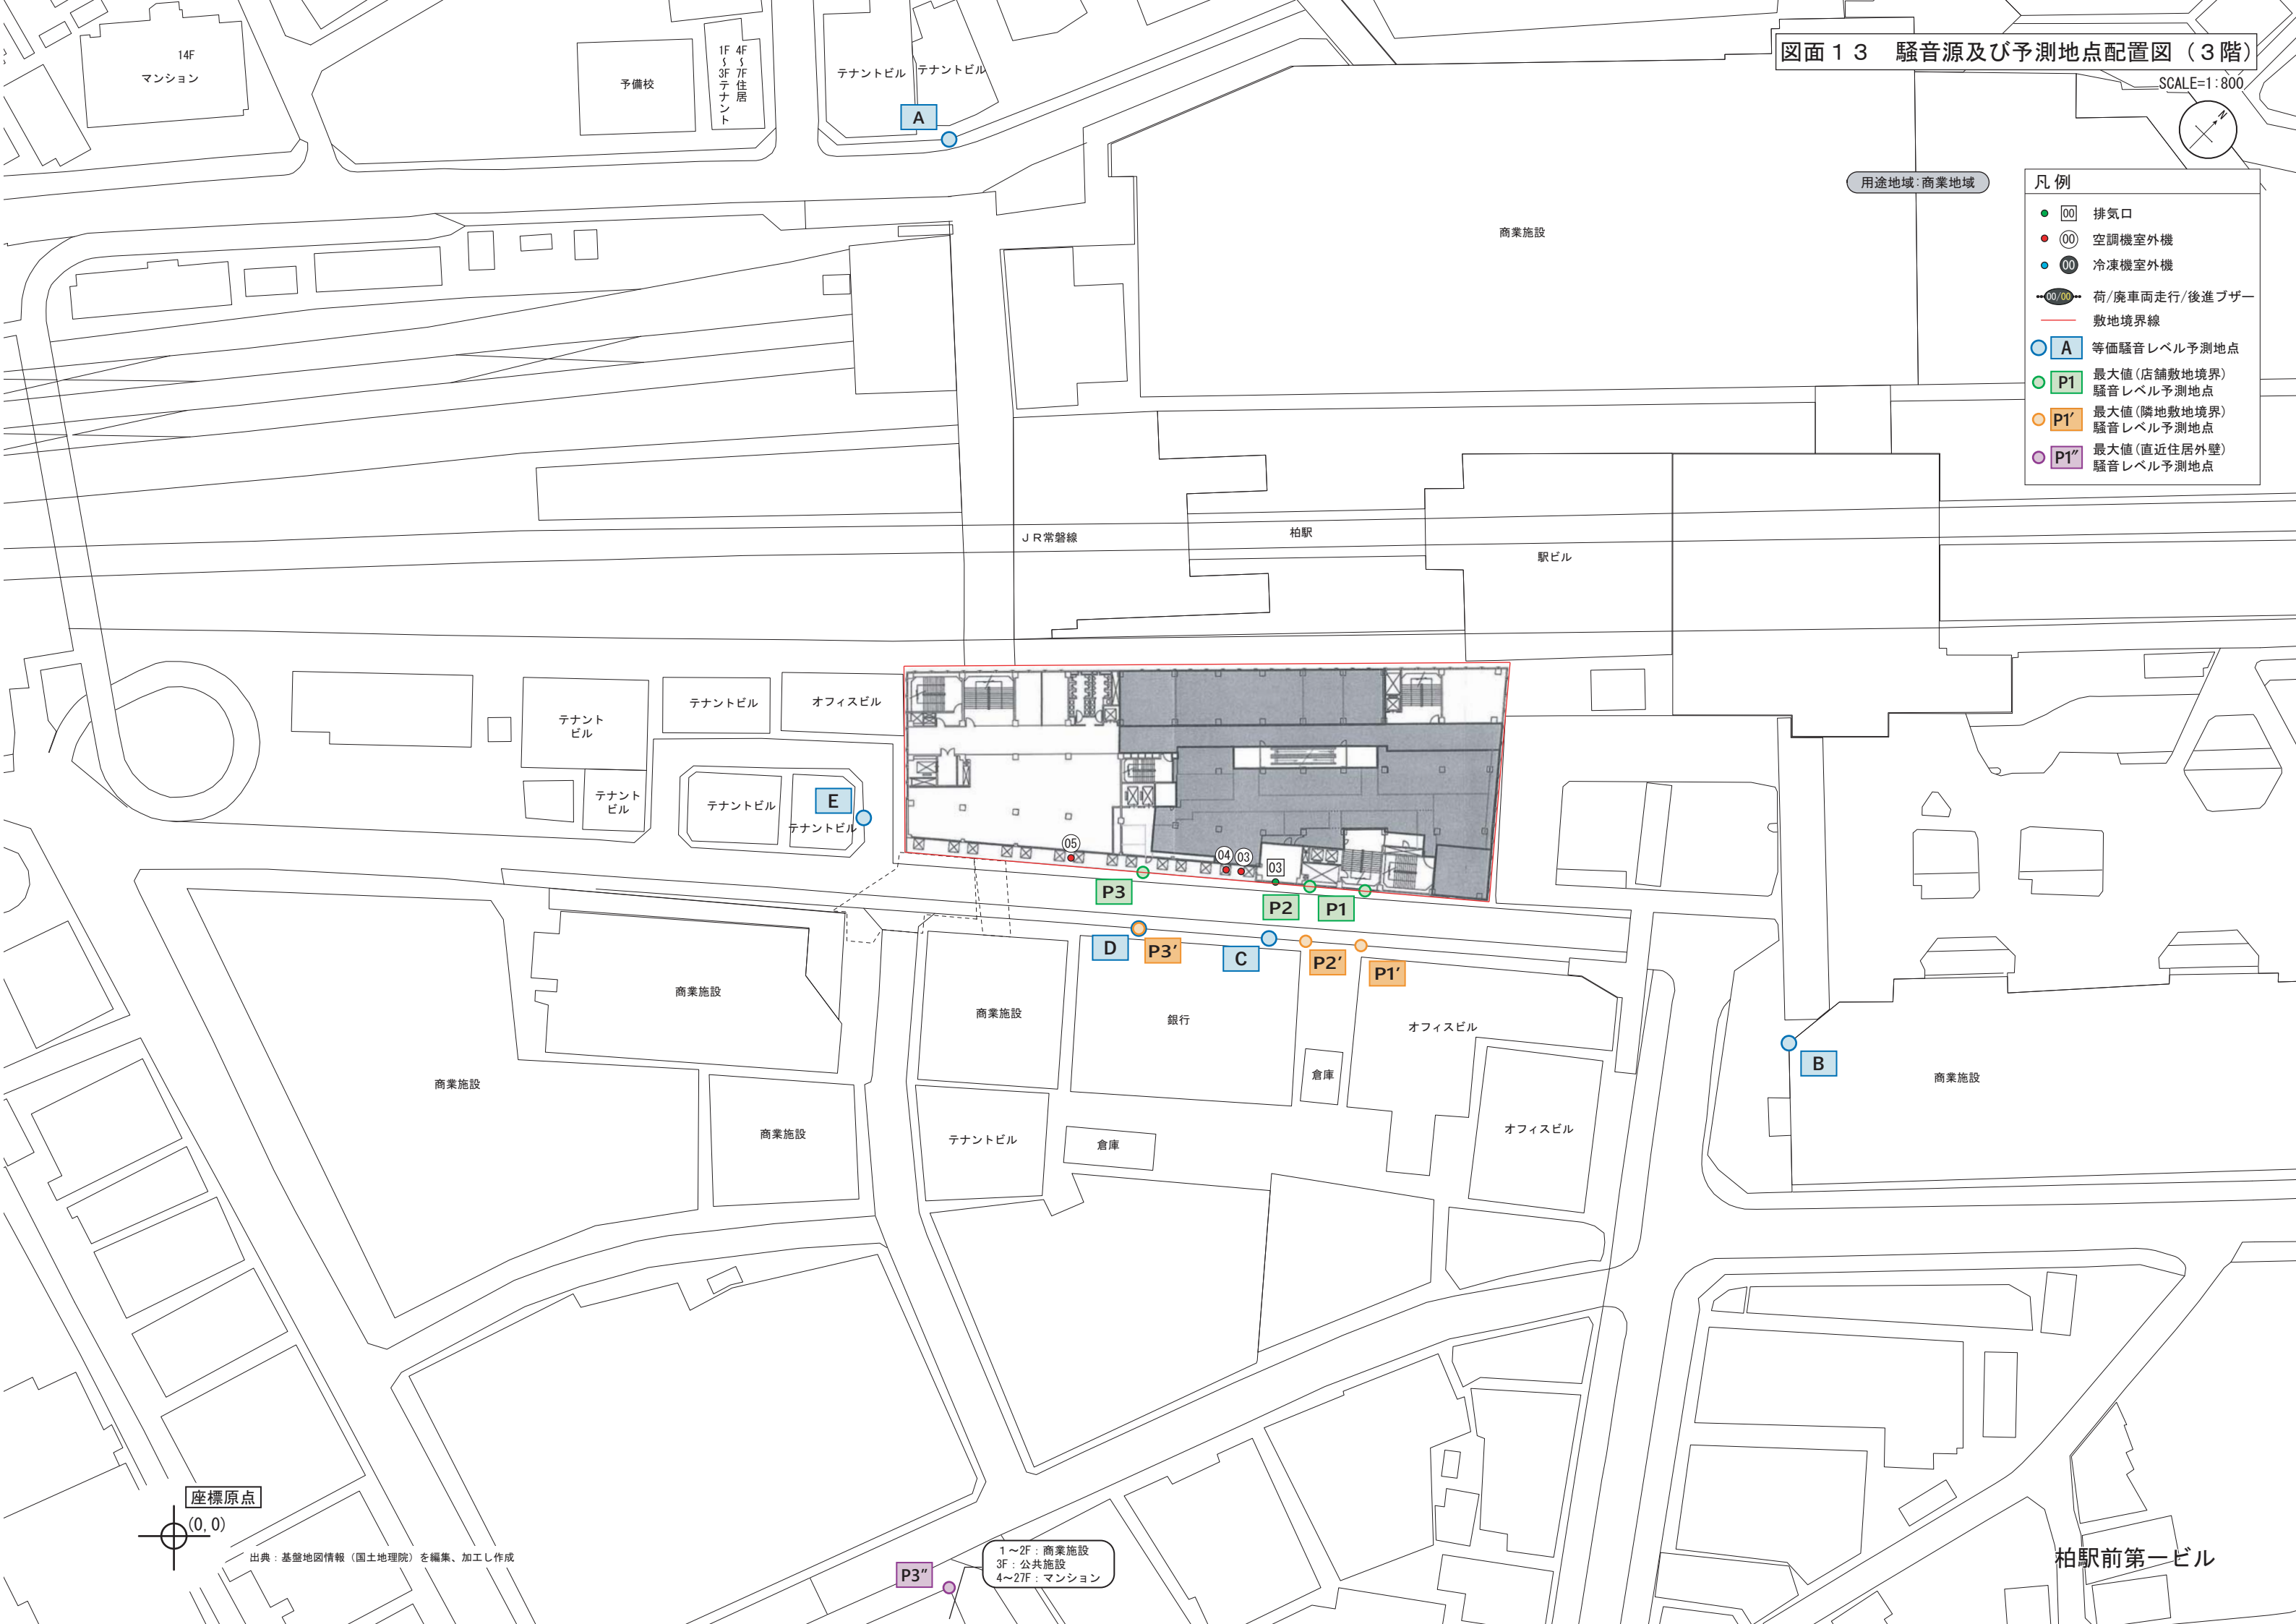 図面１３　騒音源及び予測地点配置図（３階）
SCALE=1:800
N
用途地域:商業地域
凡例
00 排気口
00 空調機室外機
00 冷凍機室外機
00/00 荷/廃車両走行/後進ブザー
敷地境界線
A 等価騒音レベル予測地点
P1 最大値(店舗敷地境界)
騒音レベル予測地点
P1′ 最大値(隣地敷地境界)
騒音レベル予測地点
P1″ 最大値(直近住居外壁)
騒音レベル予測地点
14F
マンション
予備校
4F～7F住居
1F～3Fテナント
テナントビル
テナントビル
A
商業施設
ＪＲ常磐線
柏駅
駅ビル
テナント
ビル
テナントビル
オフィスビル
テナント
ビル
テナントビル
E
テナントビル
05
04
03
03
P3
P2
P1
D
P3′
C
P2′
P1′
商業施設
商業施設
銀行
オフィスビル
倉庫
B
商業施設
商業施設
商業施設
テナントビル
倉庫
オフィスビル
座標原点
(0,0)
出典：基盤地図情報（国土地理院）を編集、加工し作成
P3″
１～2F：商業施設
3F：公共施設
4～27F：マンション
柏駅前第一ビル